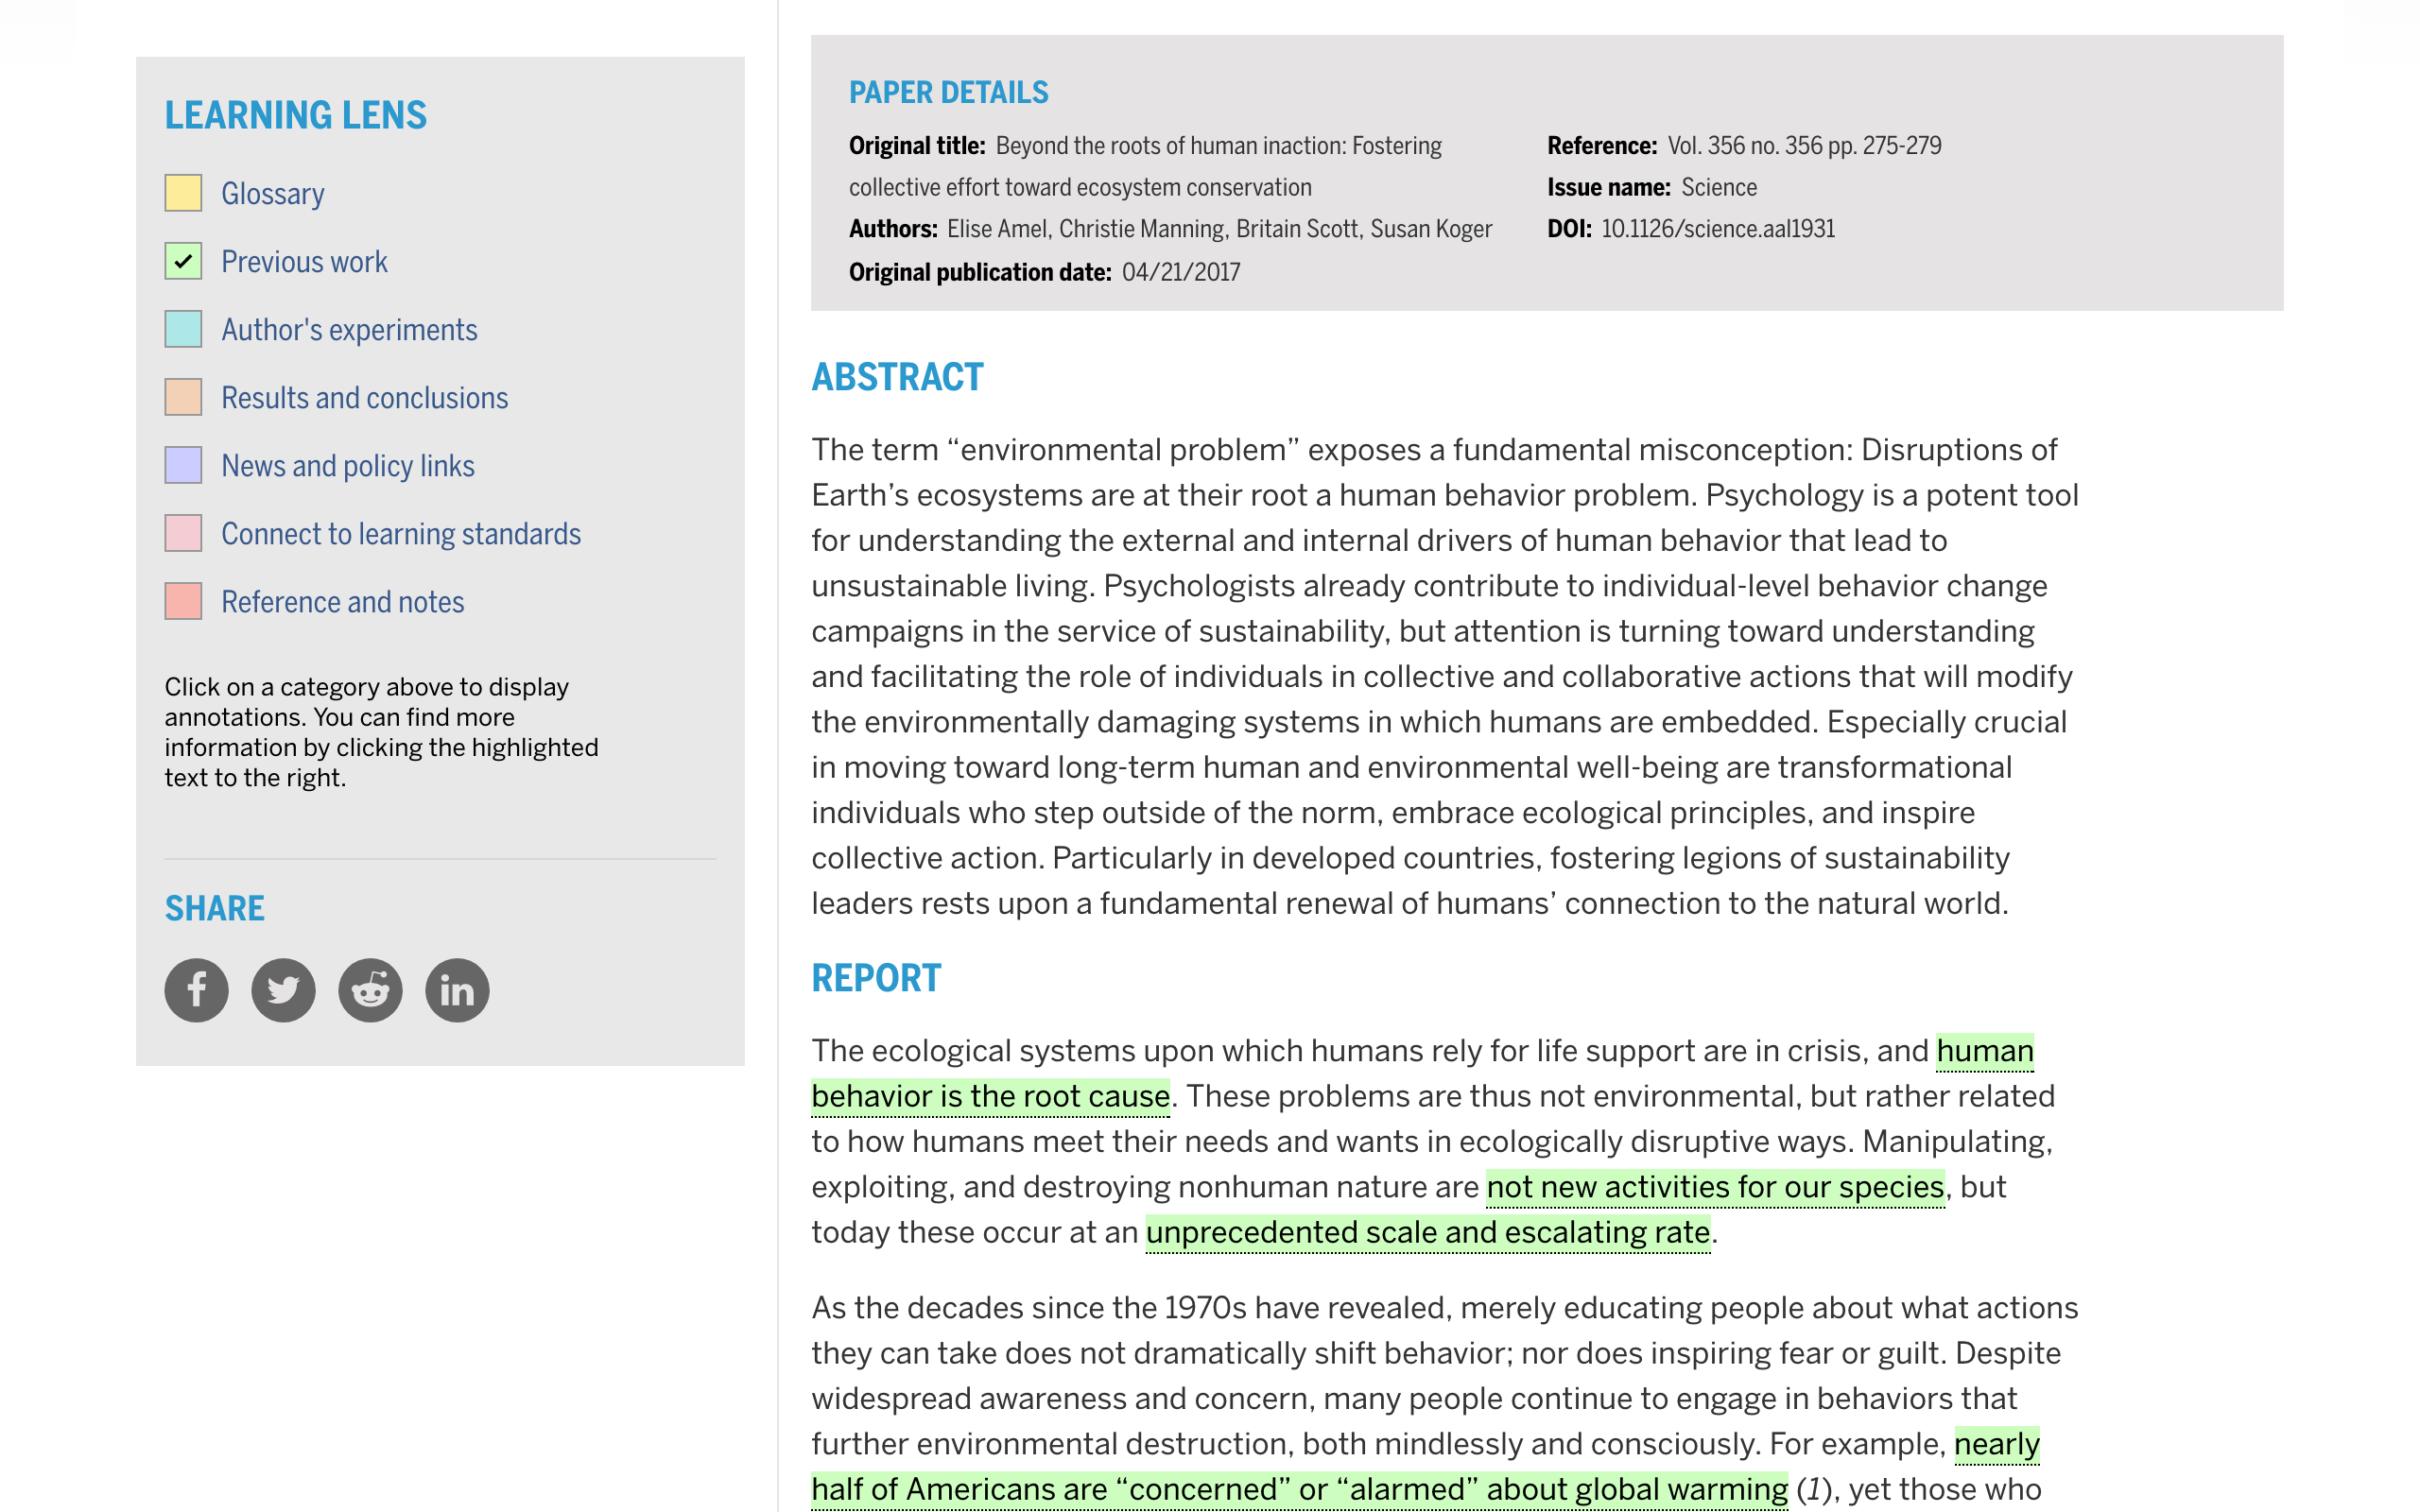 LEARNING LENS
Glossary
Previous work
Author's experiments
Results and conclusions
News and policy links
Connect to learning standards
Reference and notes
Click on a category above to display
annotations. You can find more
information by clicking the highlighted
text to the right.
SHARE
PAPER DETAILS
Original title: Beyond the roots of human inaction: Fostering
collective effort toward ecosystem conservation
Authors: Elise Amel, Christie Manning, Britain Scott, Susan Koger
Original publication date: 04/21/2017
Reference: Vol. 356 no. 356 pp. 275-279
Issue name: Science
DOI: 10.1126/science.aal1931
ABSTRACT
The term “environmental problem” exposes a fundamental misconception: Disruptions of
Earth’s ecosystems are at their root a human behavior problem. Psychology is a potent tool
for understanding the external and internal drivers of human behavior that lead to
unsustainable living. Psychologists already contribute to individual-level behavior change
campaigns in the service of sustainability, but attention is turning toward understanding
and facilitating the role of individuals in collective and collaborative actions that will modify
the environmentally damaging systems in which humans are embedded. Especially crucial
in moving toward long-term human and environmental well-being are transformational
individuals who step outside of the norm, embrace ecological principles, and inspire
collective action. Particularly in developed countries, fostering legions of sustainability
leaders rests upon a fundamental renewal of humans’ connection to the natural world.
REPORT
The ecological systems upon which humans rely for life support are in crisis, and human
behavior is the root cause. These problems are thus not environmental, but rather related
to how humans meet their needs and wants in ecologically disruptive ways. Manipulating,
exploiting, and destroying nonhuman nature are not new activities for our species, but
today these occur at an unprecedented scale and escalating rate.
As the decades since the 1970s have revealed, merely educating people about what actions
they can take does not dramatically shift behavior; nor does inspiring fear or guilt. Despite
widespread awareness and concern, many people continue to engage in behaviors that
further environmental destruction, both mindlessly and consciously. For example, nearly
half of Americans are “concerned” or “alarmed” about global warming (1), yet those who